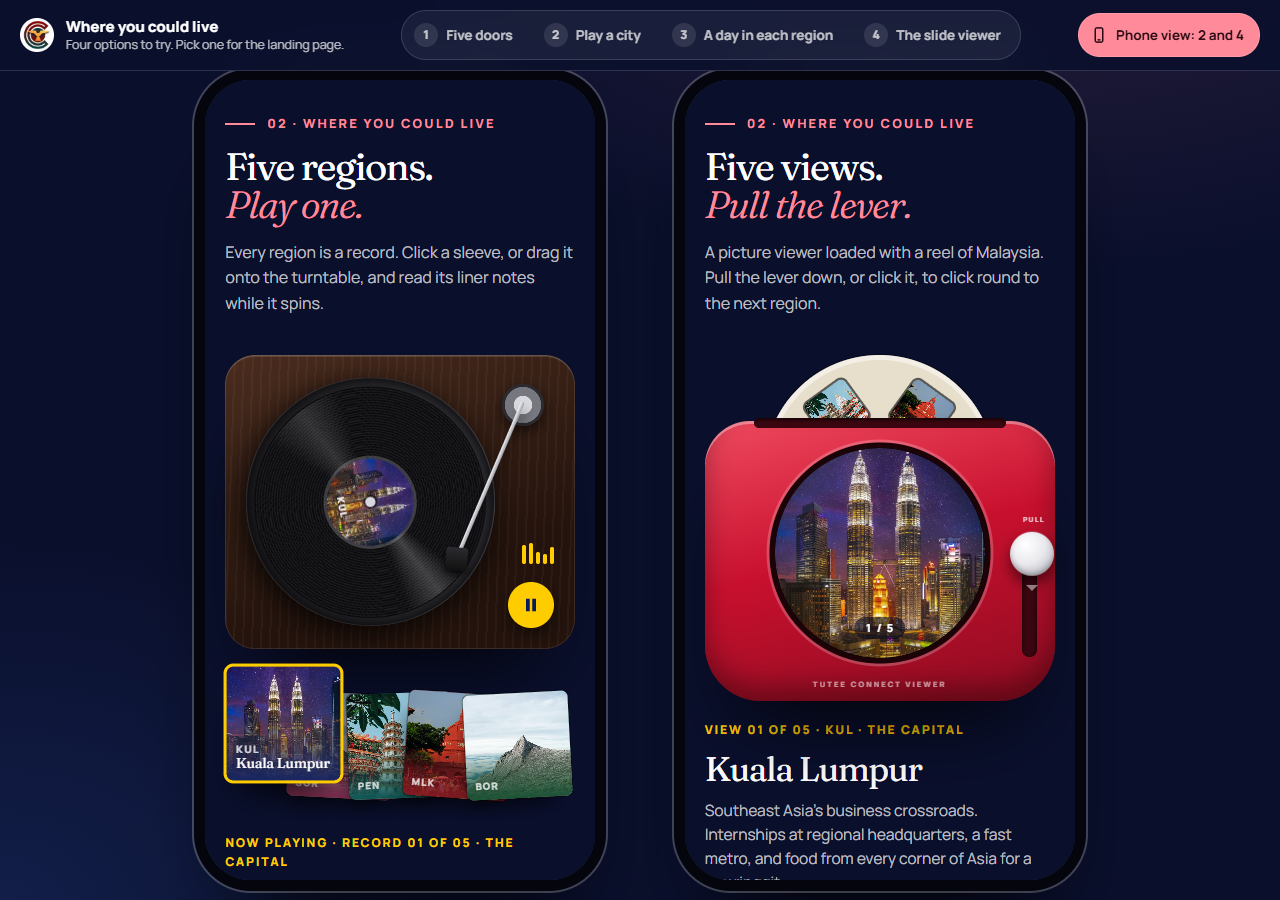 Where you could live
Four options to try. Pick one for the landing page.
1 Five doors
2 Play a city
3 A day in each region
4 The slide viewer
Phone view: 2 and 4
02 · WHERE YOU COULD LIVE
Five regions.
Play one.
Every region is a record. Click a sleeve, or drag it
onto the turntable, and read its liner notes
while it spins.
KUL
KUL
Kuala Lumpur
PEN
MLK
BOR
NOW PLAYING · RECORD 01 OF 05 · THE
CAPITAL
02 · WHERE YOU COULD LIVE
Five views.
Pull the lever.
A picture viewer loaded with a reel of Malaysia.
Pull the lever down, or click it, to click round to
the next region.
PULL
1 / 5
TUTEE CONNECT VIEWER
VIEW 01 OF 05 · KUL · THE CAPITAL
Kuala Lumpur
Southeast Asia's business crossroads.
Internships at regional headquarters, a fast
metro, and food from every corner of Asia for a